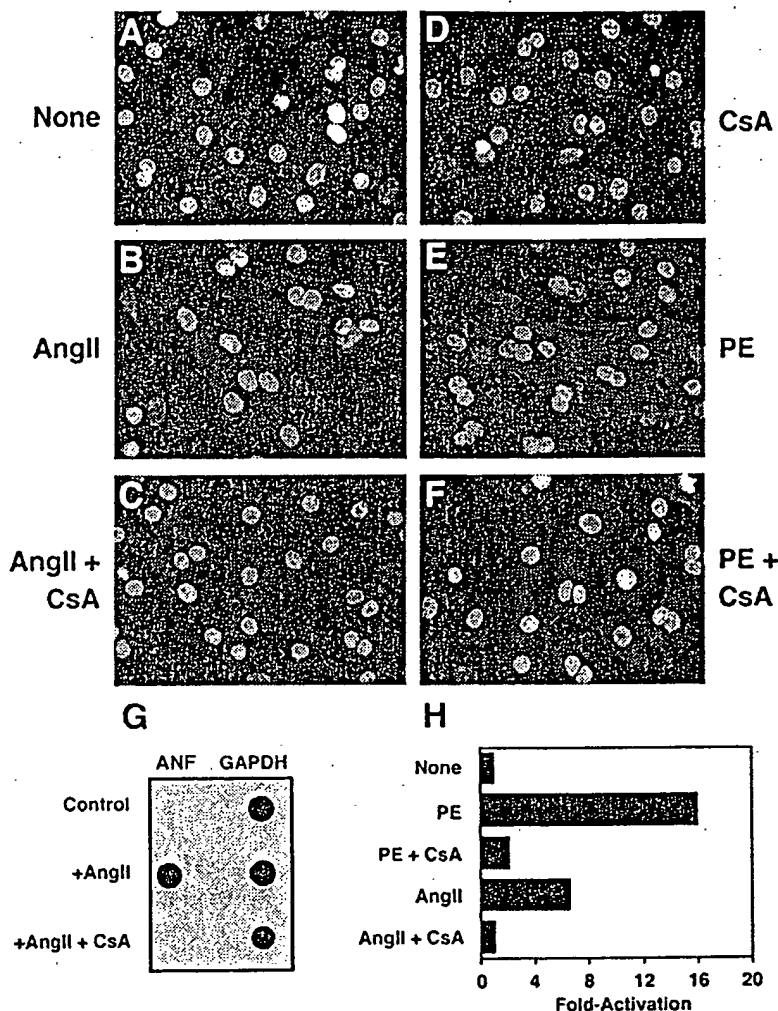 A
D
None
CsA
B
E
AngII
PE
C
F
AngII +
CsA
PE +
CsA
G
H
ANF GAPDH
Control
+AngII
+AngII + CsA
None
PE
PE + CsA
AngII
AngII + CsA
0 4 8 12 16 20
Fold-Activation